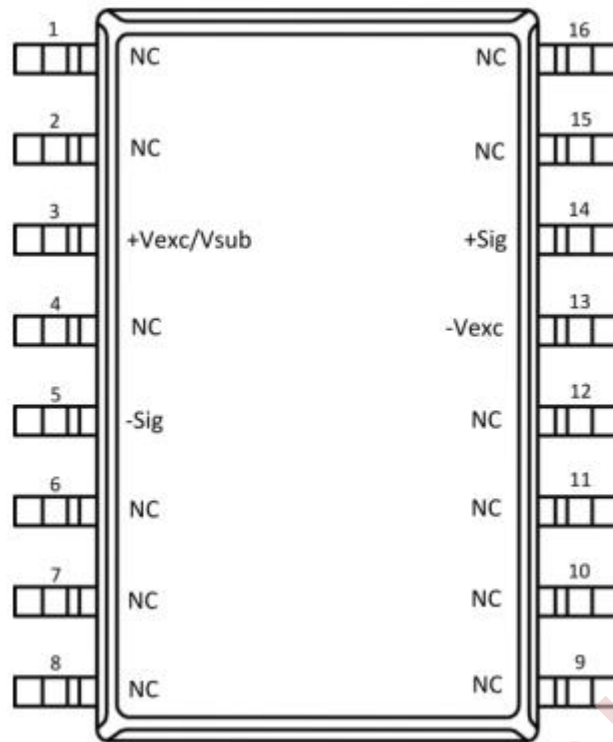 1 NC NC 16
2 NC NC 15
3 +Vexc/Vsub +Sig 14
4 NC -Vexc 13
5 -Sig NC 12
6 NC NC 11
7 NC NC 10
8 NC NC 9